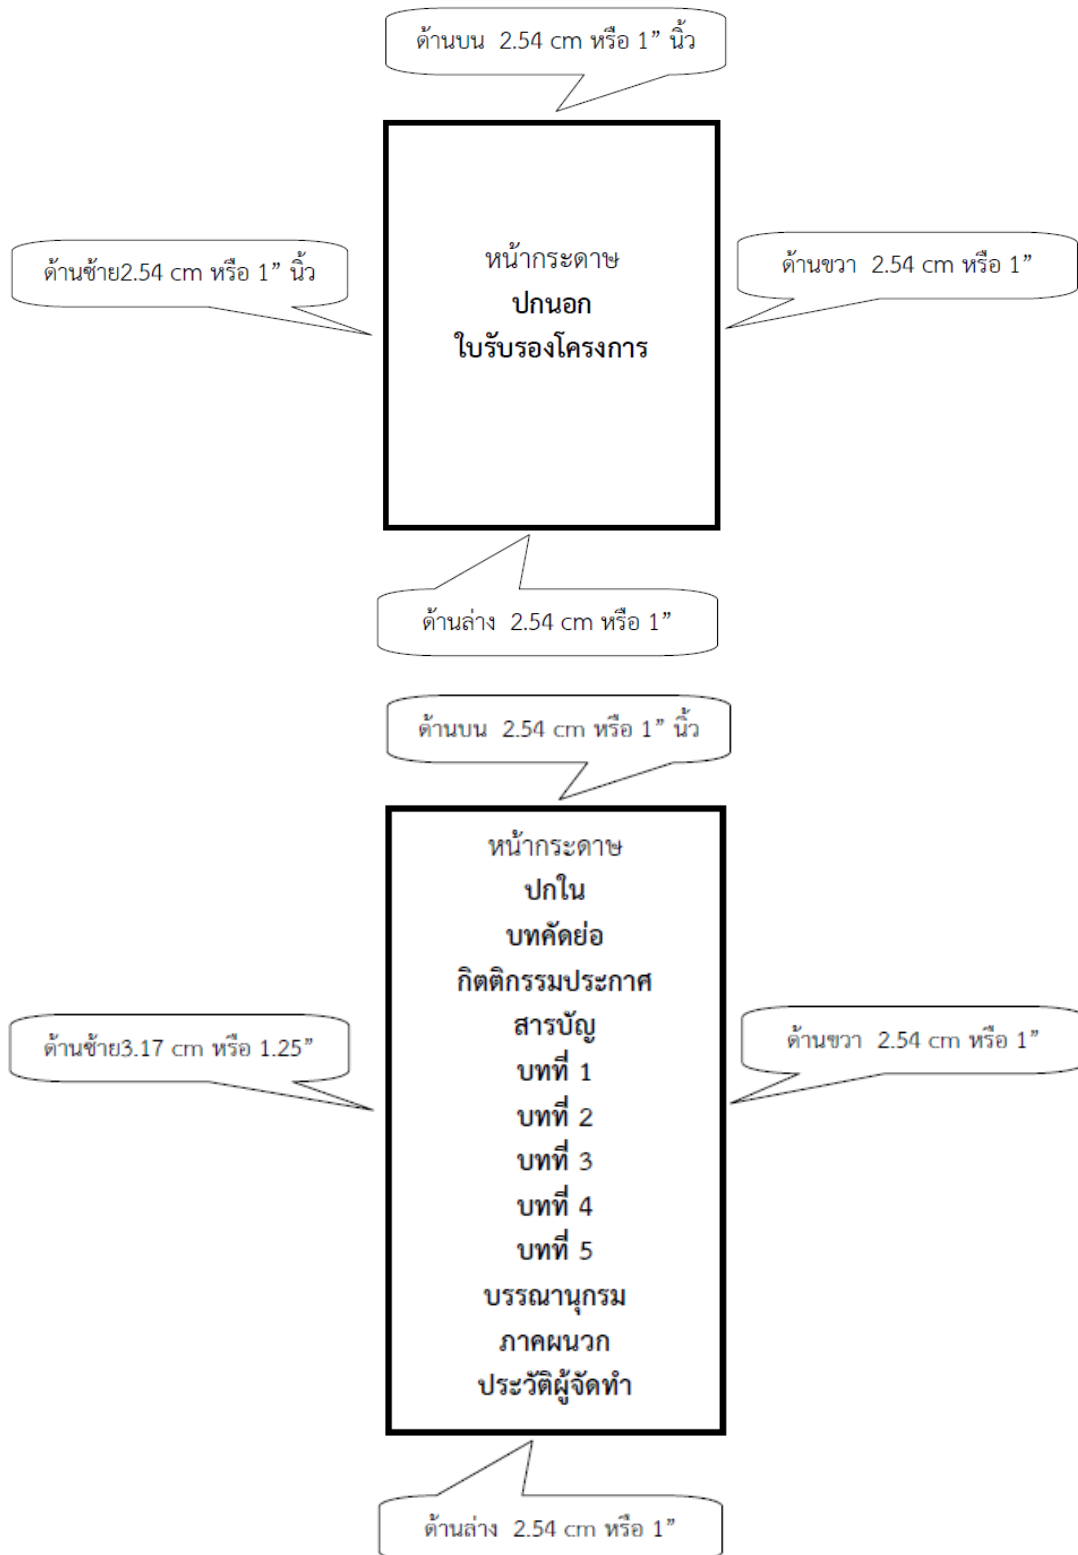 ด้านบน 2.54 cm หรือ 1” นิ้ว
หน้ากระดาษ
ปกนอก
ใบรับรองโครงการ
ด้านซ้าย2.54 cm หรือ 1” นิ้ว
ด้านขวา 2.54 cm หรือ 1”
ด้านล่าง 2.54 cm หรือ 1”
ด้านบน 2.54 cm หรือ 1” นิ้ว
หน้ากระดาษ
ปกใน
บทคัดย่อ
กิตติกรรมประกาศ
สารบัญ
บทที่ 1
บทที่ 2
บทที่ 3
บทที่ 4
บทที่ 5
บรรณานุกรม
ภาคผนวก
ประวัติผู้จัดทำ
ด้านซ้าย3.17 cm หรือ 1.25”
ด้านขวา 2.54 cm หรือ 1”
ด้านล่าง 2.54 cm หรือ 1”